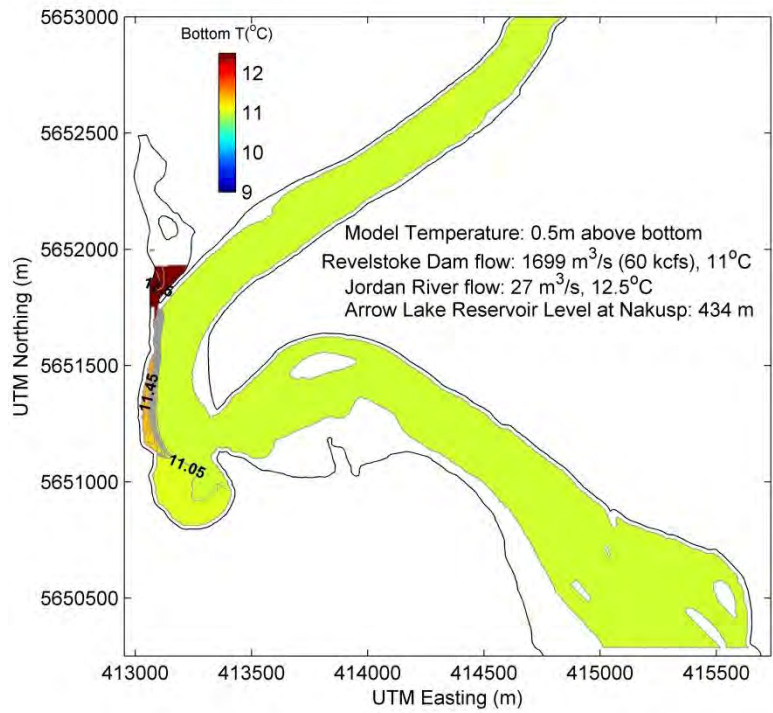 Bottom T(°C)
12
11
10
9
5653000
5652500
5652000
5651500
5651000
5650500
UTM Northing (m)
Model Temperature: 0.5m above bottom
Revelstoke Dam flow: 1699 m³/s (60 kcfs), 11°C
Jordan River flow: 27 m³/s, 12.5°C
Arrow Lake Reservoir Level at Nakusp: 434 m
11.45
11.05
413000 413500 414000 414500 415000 415500
UTM Easting (m)